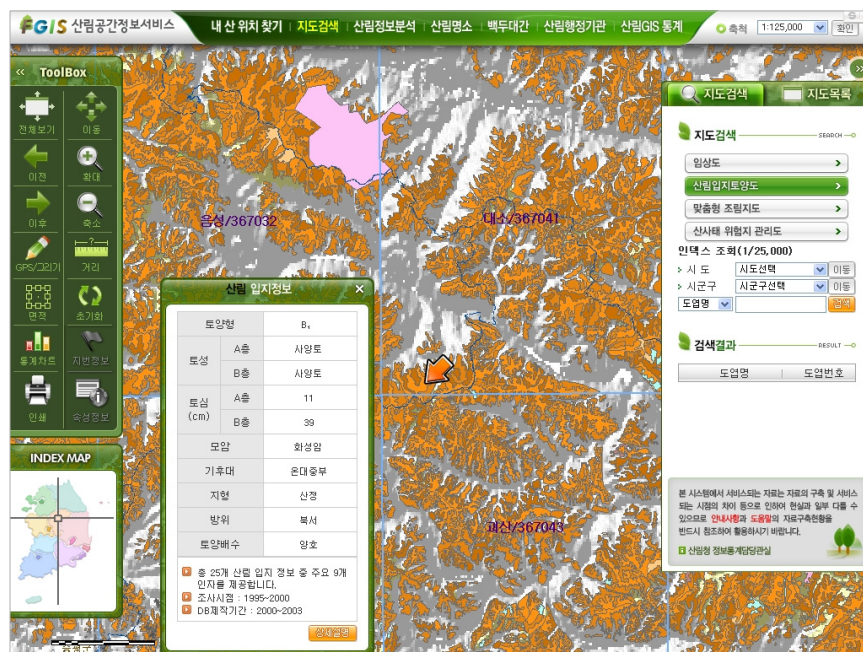 FGIS 산림공간정보서비스
내 산 위치 찾기 | 지도검색 | 산림정보분석 | 산림명소 | 백두대간 | 산림행정기관 | 산림GIS 통계
축척 1:125,000 확인
« ToolBox
전체보기 이동
이전 확대
이후 축소
GPS/그리기 거리
면적 초기화
통계차트 지번정보
인쇄 속성정보
INDEX MAP
음성/367032
대소/367041
괴산/367043
산림 입지정보
토양형 B₁
토성 A층 사양토
B층 사양토
토심 (cm) A층 11
B층 39
모암 화성암
기후대 온대중부
지형 산정
방위 북서
토양배수 양호
총 25개 산림 입지 정보 중 주요 9개
인자를 제공합니다.
조사시점 : 1995~2000
DB제작기간 : 2000~2003
상세설명
지도검색 지도목록
지도검색 SEARCH
임상도
산림입지토양도
맞춤형 조림지도
산사태 위험지 관리도
인덱스 조회(1/25,000)
시 도 시도선택 이동
시군구 시군구선택 이동
도엽명 검색
검색결과 RESULT
도엽명 도엽번호
본 시스템에서 서비스되는 자료는 자료의 구축 및 서비스
되는 시점의 차이 등으로 인하여 현실과 일부 다를 수
있으므로 안내사항과 도움말의 자료구축현황을
반드시 참조하여 활용하시기 바랍니다.
산림청 정보통계담당관실